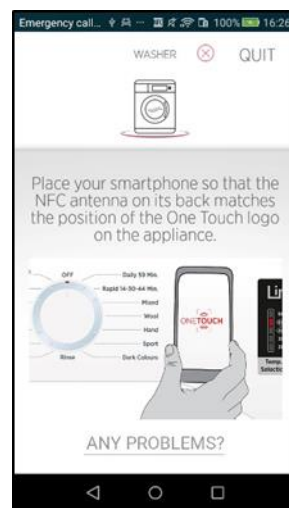 Emergency call... 100% 16:26
WASHER QUIT
Place your smartphone so that the
NFC antenna on its back matches
the position of the One Touch logo
on the appliance.
OFF
Daily 59 Min.
Rapid 14-30-44 Min.
Mixed
Wool
Hand
Sport
Dark Colours
Rinse
ONETOUCH
Temp.
Selection
ANY PROBLEMS?